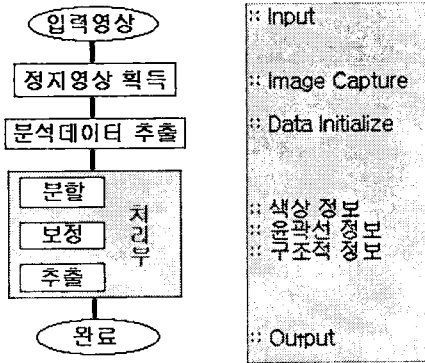 입력영상
정지영상 획득
분석데이터 추출
분할
보정
추출
처리부
완료
:: Input
:: Image Capture
:: Data Initialize
:: 색상 정보
:: 윤곽선 정보
:: 구조적 정보
:: Output